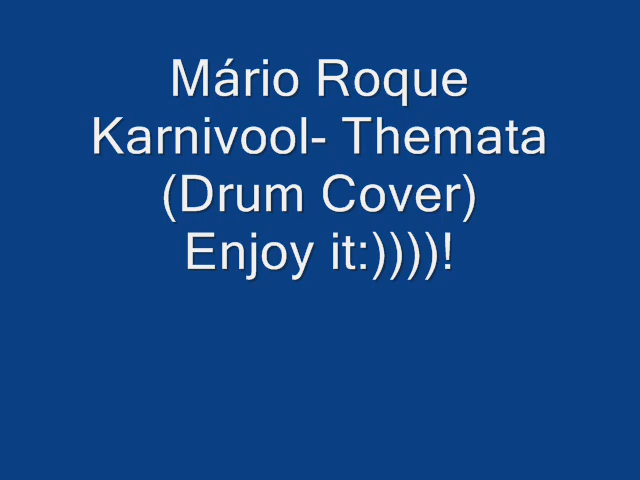 Mário Roque
Karnivool- Themata
(Drum Cover)
Enjoy it:))))!